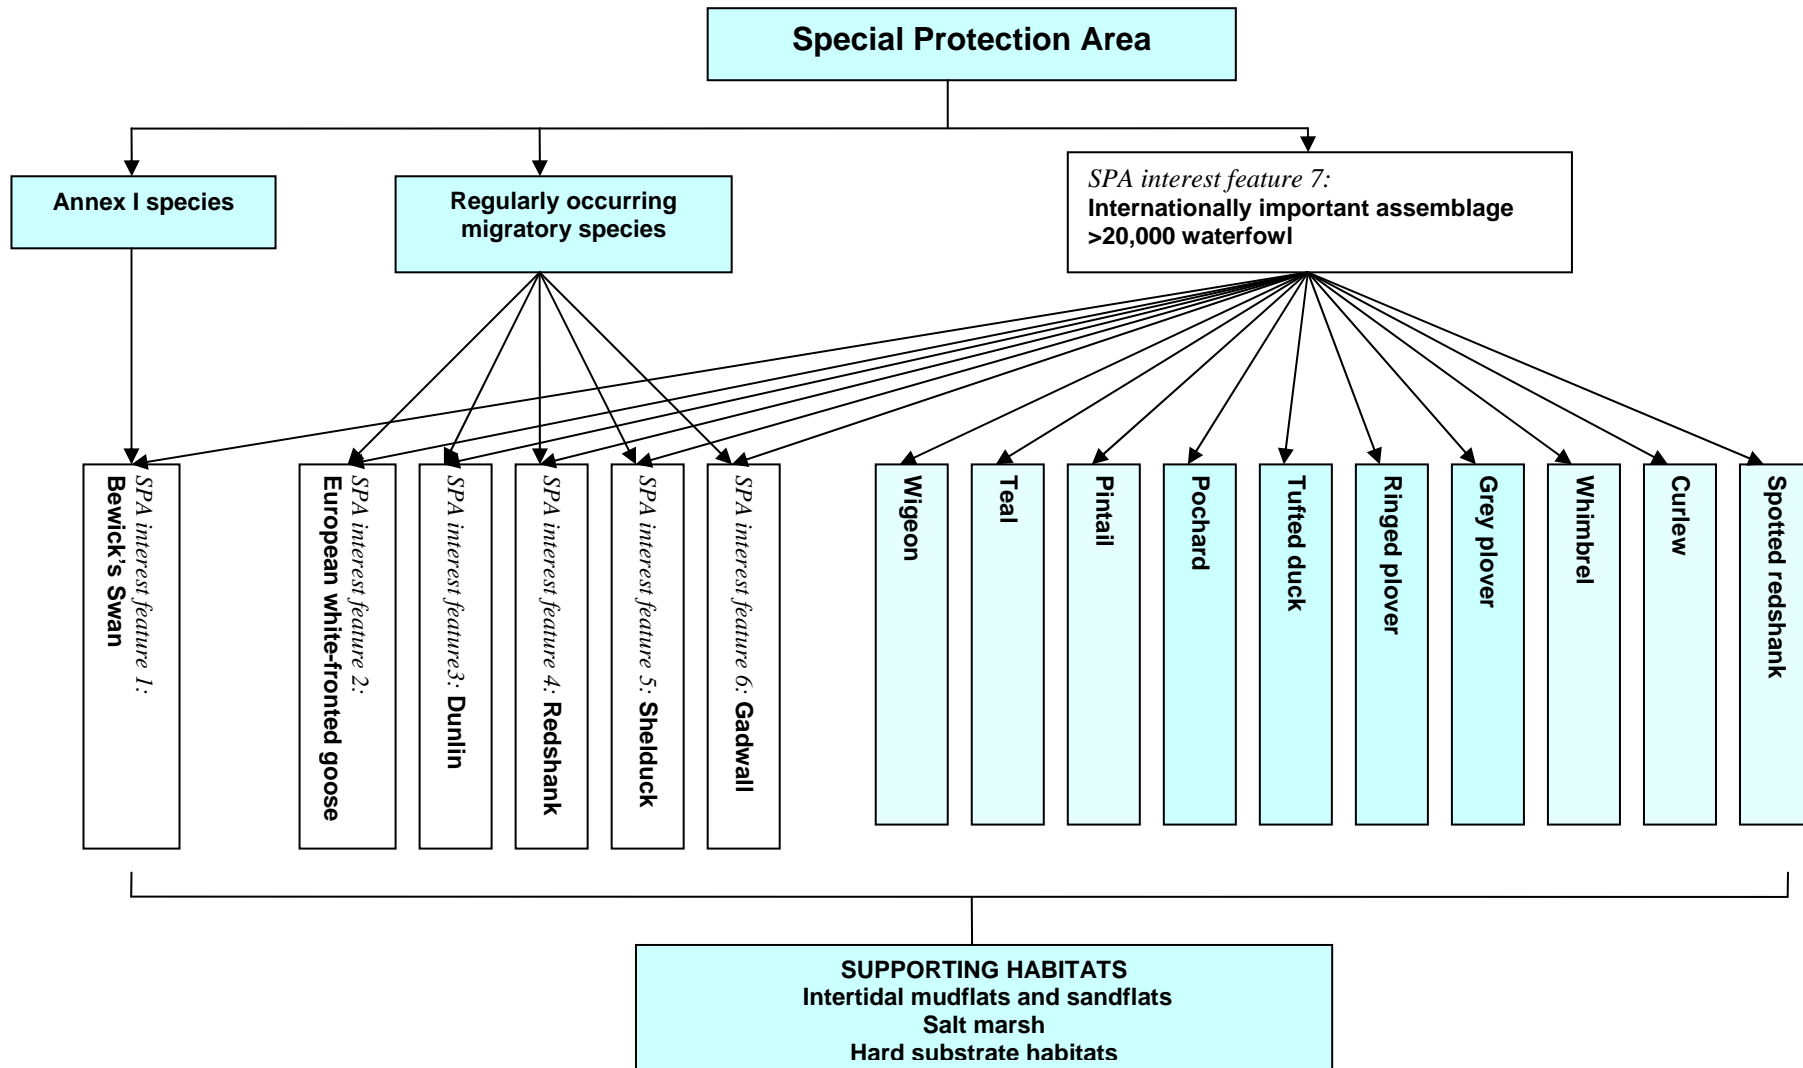 Special Protection Area
Annex I species
Regularly occurring
migratory species
SPA interest feature 7:
Internationally important assemblage
>20,000 waterfowl
SPA interest feature 1:
Bewick's Swan
SPA interest feature 2:
European white-fronted goose
SPA interest feature3: Dunlin
SPA interest feature 4: Redshank
SPA interest feature 5: Shelduck
SPA interest feature 6: Gadwall
Wigeon
Teal
Pintail
Pochard
Tufted duck
Ringed plover
Grey plover
Whimbrel
Curlew
Spotted redshank
SUPPORTING HABITATS
Intertidal mudflats and sandflats
Salt marsh
Hard substrate habitats